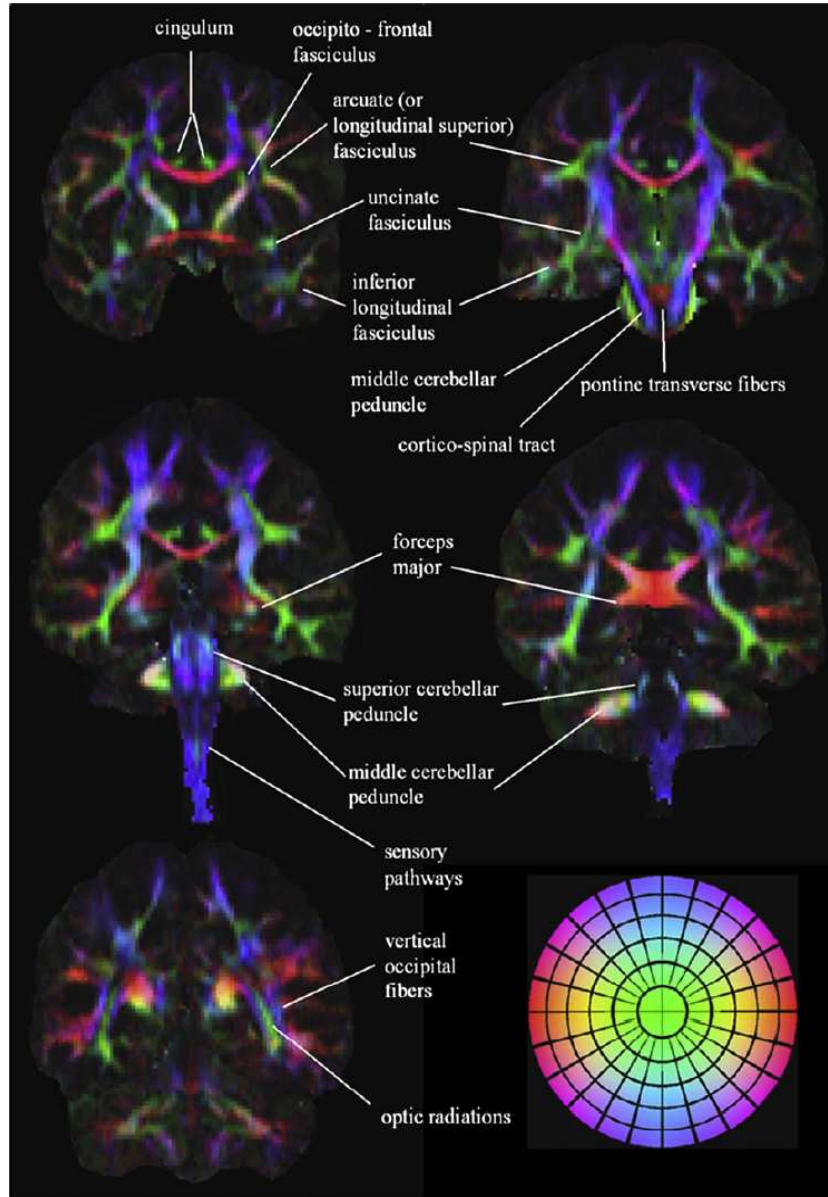 cingulum
occipito - frontal
fasciculus
arcuate (or
longitudinal superior)
fasciculus
uncinate
fasciculus
inferior
longitudinal
fasciculus
middle cerebellar
peduncle
pontine transverse fibers
cortico-spinal tract
forceps
major
superior cerebellar
peduncle
middle cerebellar
peduncle
sensory
pathways
vertical
occipital
fibers
optic radiations